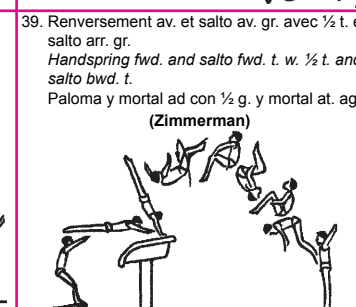 39. Renversement av. et salto av. gr. avec ½ t. e
salto arr. gr.
Handspring fwd. and salto fwd. t. w. ½ t. and
salto bwd. t.
Paloma y mortal ad con ½ g. y mortal at. ag
(Zimmerman)